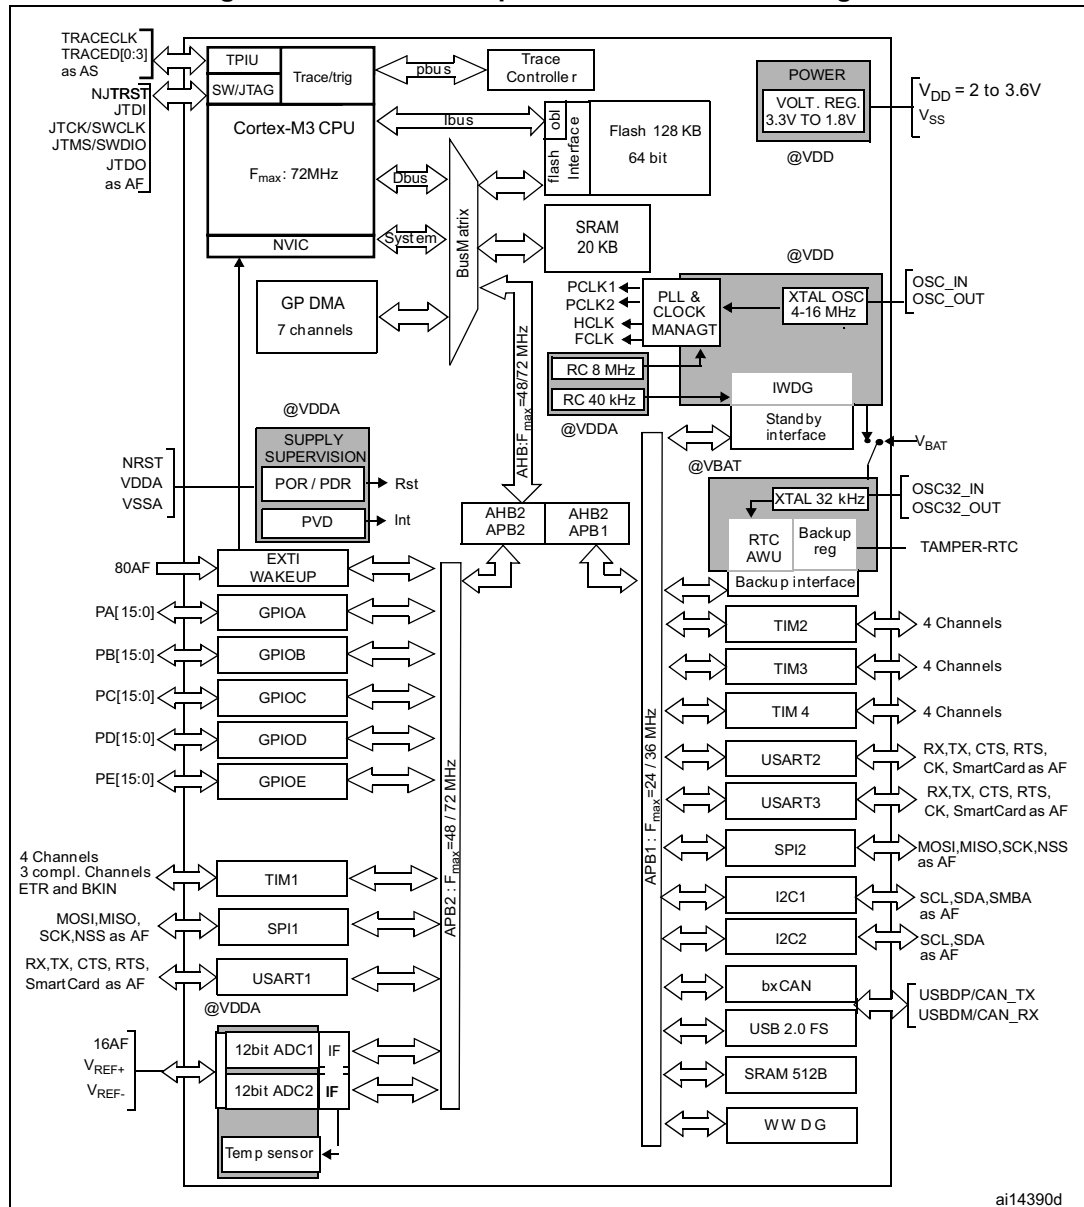 TRACECLK
TRACED[0:3]
as AS
NJTRST
JTDI
JTCK/SWCLK
JTMS/SWDIO
JTDO
as AF
TPIU
SW/JTAG
Trace/trig
Cortex-M3 CPU
Fmax: 72MHz
NVIC
pbus
Trace
Controller
Ibus
Dbus
System
BusMatrix
obl
flash
Interface
Flash 128 KB
64 bit
SRAM
20 KB
POWER
VOLT. REG.
3.3V TO 1.8V
@VDD
VDD = 2 to 3.6V
VSS
GP DMA
7 channels
AHB:Fmax=48/72 MHz
PCLK1
PCLK2
HCLK
FCLK
PLL &
CLOCK
MANAGT
@VDD
XTAL OSC
4-16 MHz
OSC_IN
OSC_OUT
RC 8 MHz
RC 40 kHz
@VDDA
IWDG
Standby
interface
@VBAT
VBAT
XTAL 32 kHz
OSC32_IN
OSC32_OUT
RTC
AWU
Backup
reg
TAMPER-RTC
Backup interface
@VDDA
SUPPLY
SUPERVISION
NRST
VDDA
VSSA
POR / PDR
Rst
PVD
Int
AHB2
APB2
AHB2
APB1
80AF
EXTI
WAKEUP
PA[15:0]
GPIOA
PB[15:0]
GPIOB
PC[15:0]
GPIOC
PD[15:0]
GPIOD
PE[15:0]
GPIOE
4 Channels
3 compl. Channels
ETR and BKIN
TIM1
MOSI,MISO,
SCK,NSS as AF
SPI1
RX,TX, CTS, RTS,
SmartCard as AF
USART1
@VDDA
16AF
VREF+
VREF-
12bit ADC1
IF
12bit ADC2
IF
Temp sensor
APB2 : Fmax=48 / 72 MHz
APB1 : Fmax=24 / 36 MHz
TIM2
4 Channels
TIM3
4 Channels
TIM 4
4 Channels
USART2
RX,TX, CTS, RTS,
CK, SmartCard as AF
USART3
RX,TX, CTS, RTS,
CK, SmartCard as AF
SPI2
MOSI,MISO,SCK,NSS
as AF
I2C1
SCL,SDA,SMBA
as AF
I2C2
SCL,SDA
as AF
bxCAN
USBDP/CAN_TX
USBDM/CAN_RX
USB 2.0 FS
SRAM 512B
WWDG
ai14390d